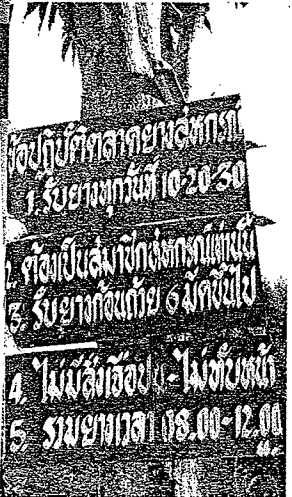 ข้อปฏิบัติตลาดยางสหกรณ์
1. รับยางทุกวันที่ 10-20-30
2. ต้องเป็นสมาชิกสหกรณ์เท่านั้น
3. รับยางก้อนถ้วย 6 มีดขึ้นไป
4. ไม่มีสิ่งเจือปน-ไม่ทับหน้า
5. รวมยางเวลา 08.00-12.00 น.